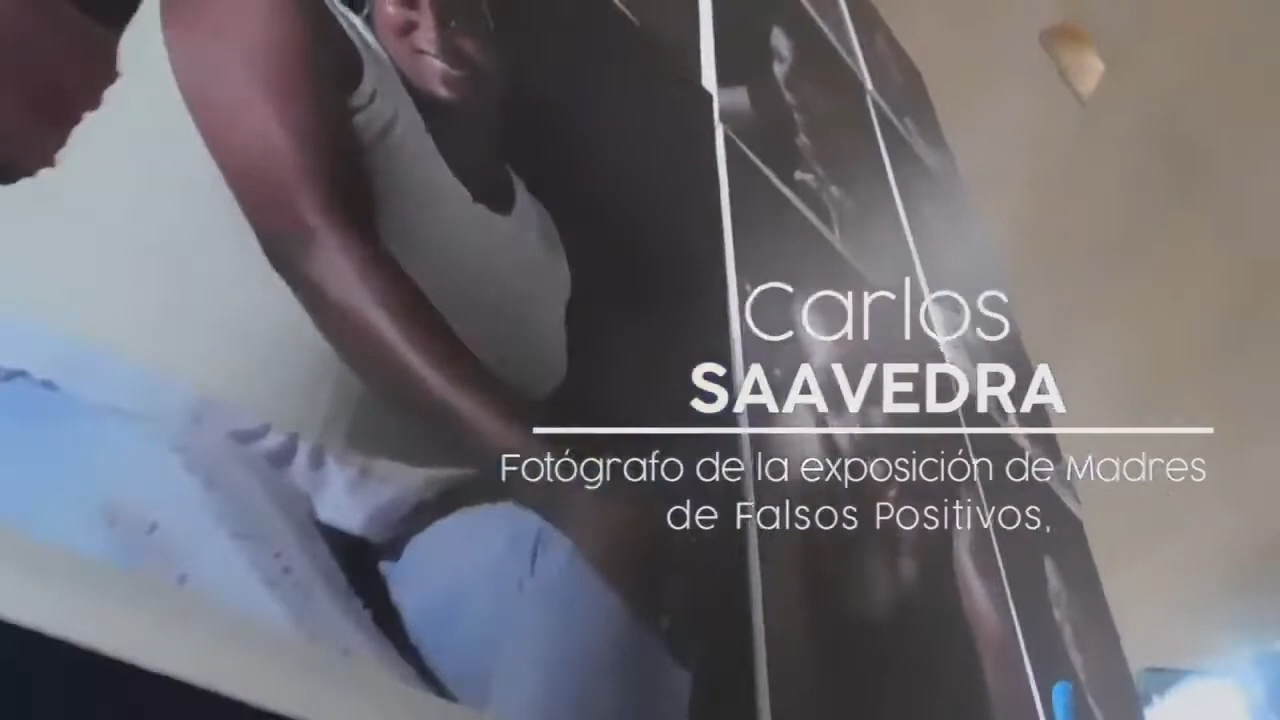 Carlos
SAAVEDRA
Fotógrafo de la exposición de Madres
de Falsos Positivos,